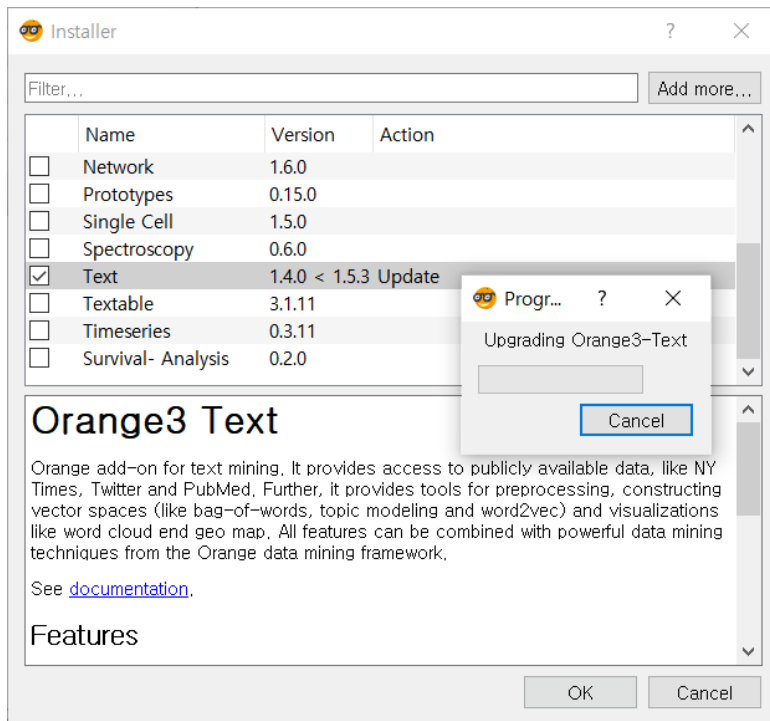 Installer
Filter...
Add more...
Name Version Action
Network 1.6.0
Prototypes 0.15.0
Single Cell 1.5.0
Spectroscopy 0.6.0
Text 1.4.0 < 1.5.3 Update
Textable 3.1.11
Timeseries 0.3.11
Survival- Analysis 0.2.0
Progr...
Upgrading Orange3-Text
Cancel
Orange3 Text
Orange add-on for text mining. It provides access to publicly available data, like NY
Times, Twitter and PubMed. Further, it provides tools for preprocessing, constructing
vector spaces (like bag-of-words, topic modeling and word2vec) and visualizations
like word cloud end geo map. All features can be combined with powerful data mining
techniques from the Orange data mining framework.
See documentation.
Features
OK Cancel